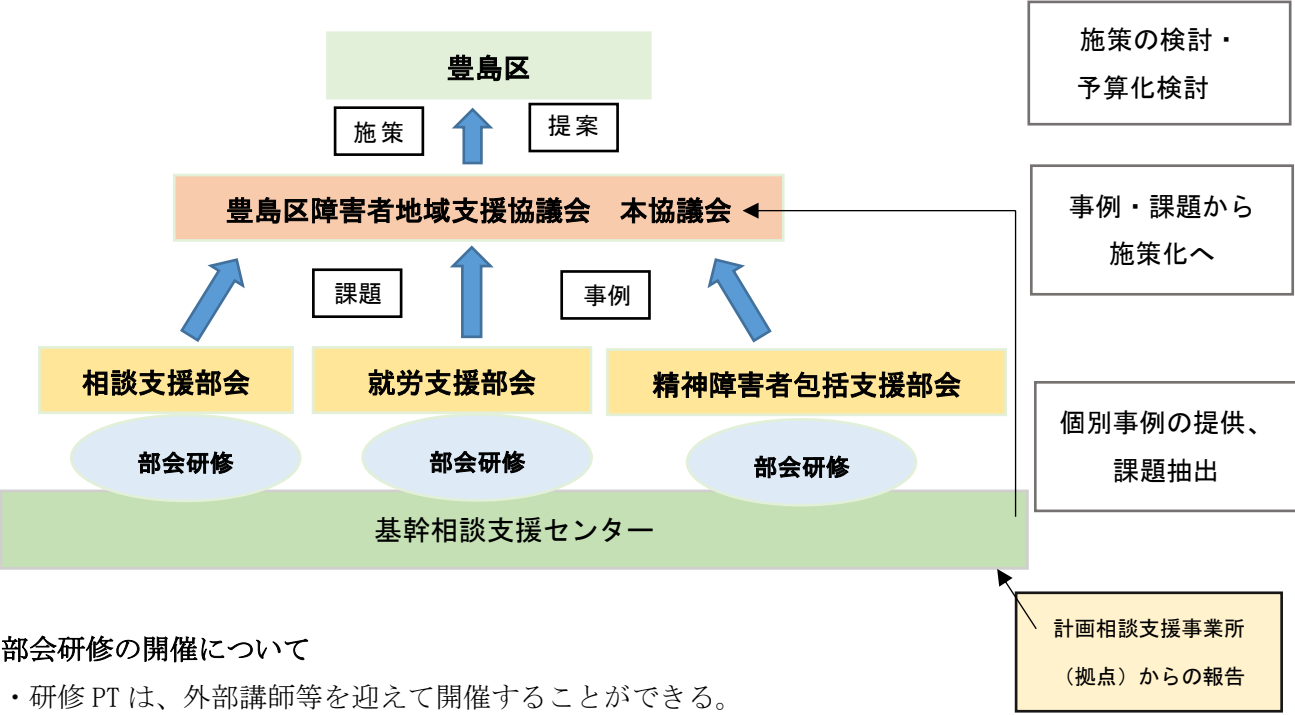 豊島区
施策の検討・
予算化検討
施策
提案
豊島区障害者地域支援協議会　本協議会
事例・課題から
施策化へ
課題
事例
相談支援部会
就労支援部会
精神障害者包括支援部会
個別事例の提供、
課題抽出
部会研修
部会研修
部会研修
基幹相談支援センター
計画相談支援事業所
（拠点）からの報告
部会研修の開催について
・研修 PT は、外部講師等を迎えて開催することができる。